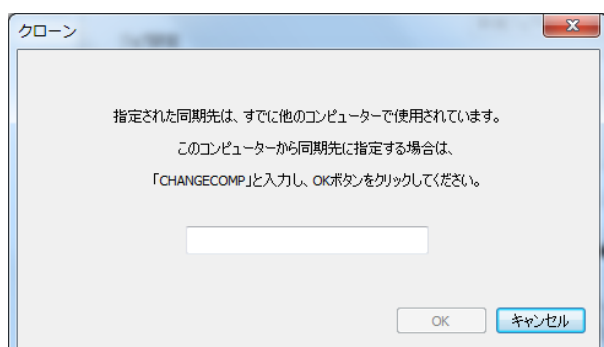 クローン
指定された同期先は、すでに他のコンピューターで使用されています。
このコンピューターから同期先に指定する場合は、
「CHANGECOMP」と入力し、OKボタンをクリックしてください。
OK
キャンセル